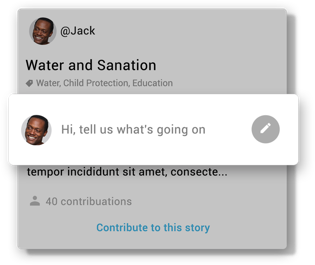 @Jack
Water and Sanation
Water, Child Protection, Education
Hi, tell us what's going on
tempor incididunt sit amet, consecte...
40 contribuations
Contribute to this story